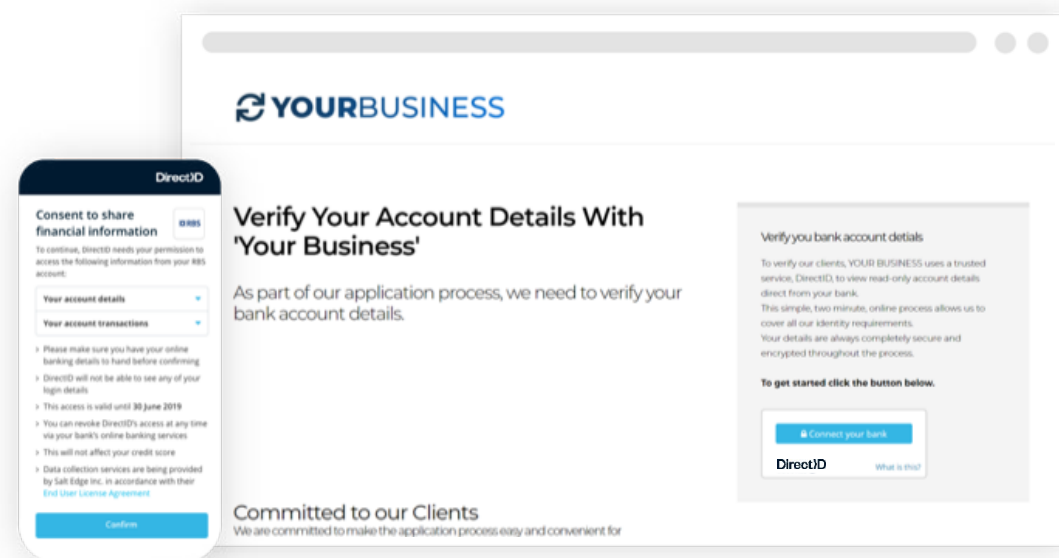 YOURBUSINESS
Verify Your Account Details With
'Your Business'
As part of our application process, we need to verify your
bank account details.
Committed to our Clients
We are committed to make the application process easy and convenient for
Verify you bank account detials
To verify our clients, YOUR BUSINESS uses a trusted
service, DirectID, to view read-only account details
direct from your bank.
This simple, two minute, online process allows us to
cover all our identity requirements.
Your details are always completely secure and
encrypted throughout the process.
To get started click the button below.
Connect your bank
DirectID
What is this?
DirectID
Consent to share
financial information
RBS
To continue, DirectID needs your permission to
access the following information from your RBS
account:
Your account details
Your account transactions
› Please make sure you have your online
banking details to hand before confirming
› DirectID will not be able to see any of your
login details
› This access is valid until 30 June 2019
› You can revoke DirectID's access at any time
via your bank's online banking services
› This will not affect your credit score
› Data collection services are being provided
by Salt Edge Inc. in accordance with their
End User License Agreement
Confirm